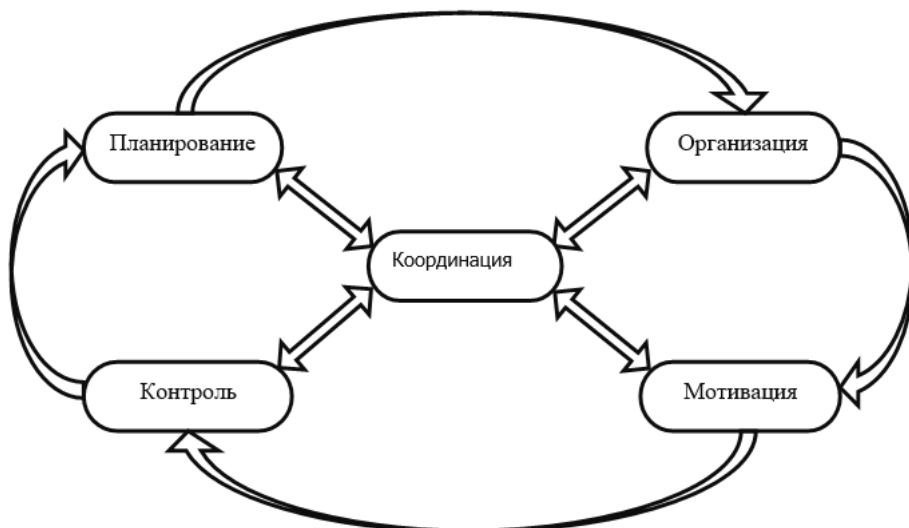 Планирование
Организация
Координация
Контроль
Мотивация